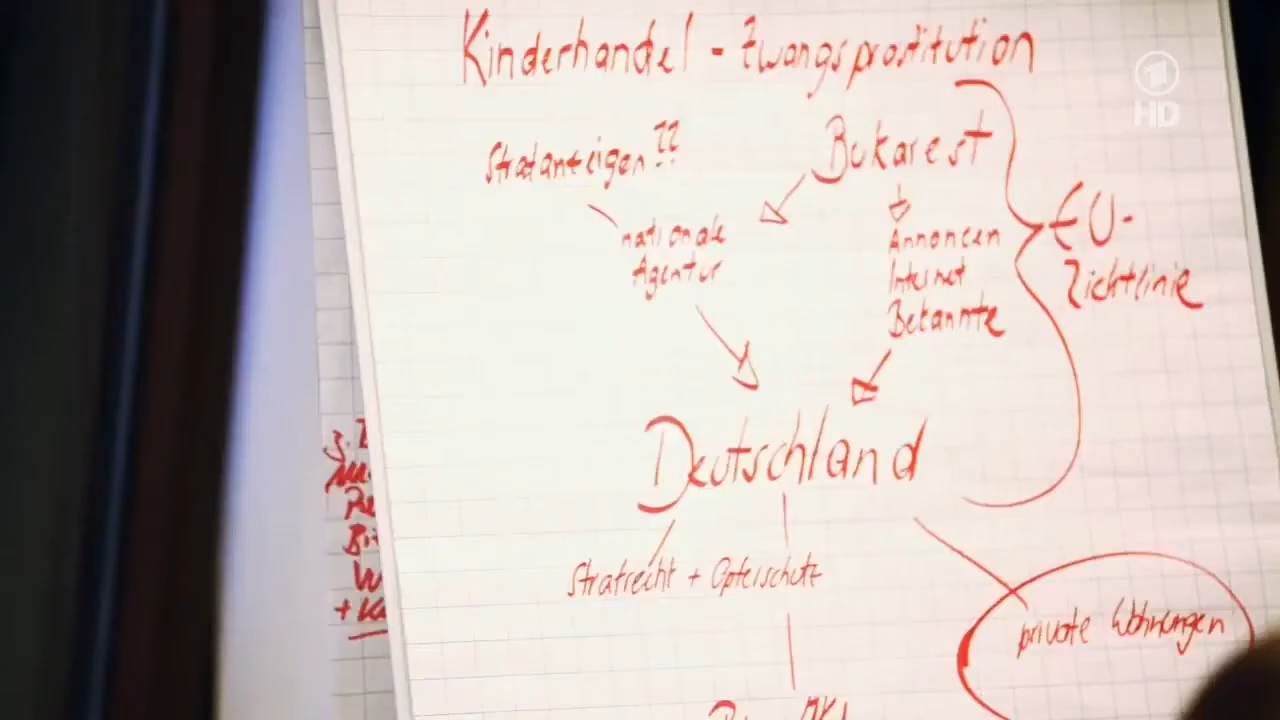 Kinderhandel - Zwangsprostitution
1
HD
Strafanzeigen??
Bukarest
nationale
Agentur
Annoncen
Internet
Bekannte
EU-
Richtlinie
Deutschland
Strafrecht + Opferschutz
private Wohnungen